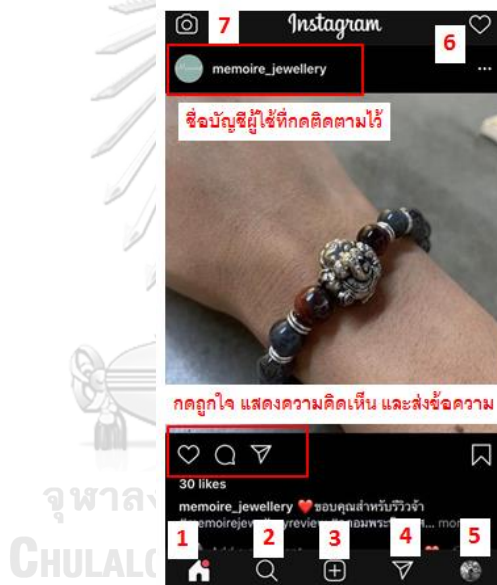 7
Instagram
6
memoire_jewellery
ชื่อบัญชีผู้ใช้ที่กดติดตามไว้
กดถูกใจ แสดงความคิดเห็น และส่งข้อความ
30 likes
memoire_jewellery ❤️ขอบคุณสำหรับรีวิวจ้า
... more
1 2 3 4 5
จุฬาลง
CHULALO